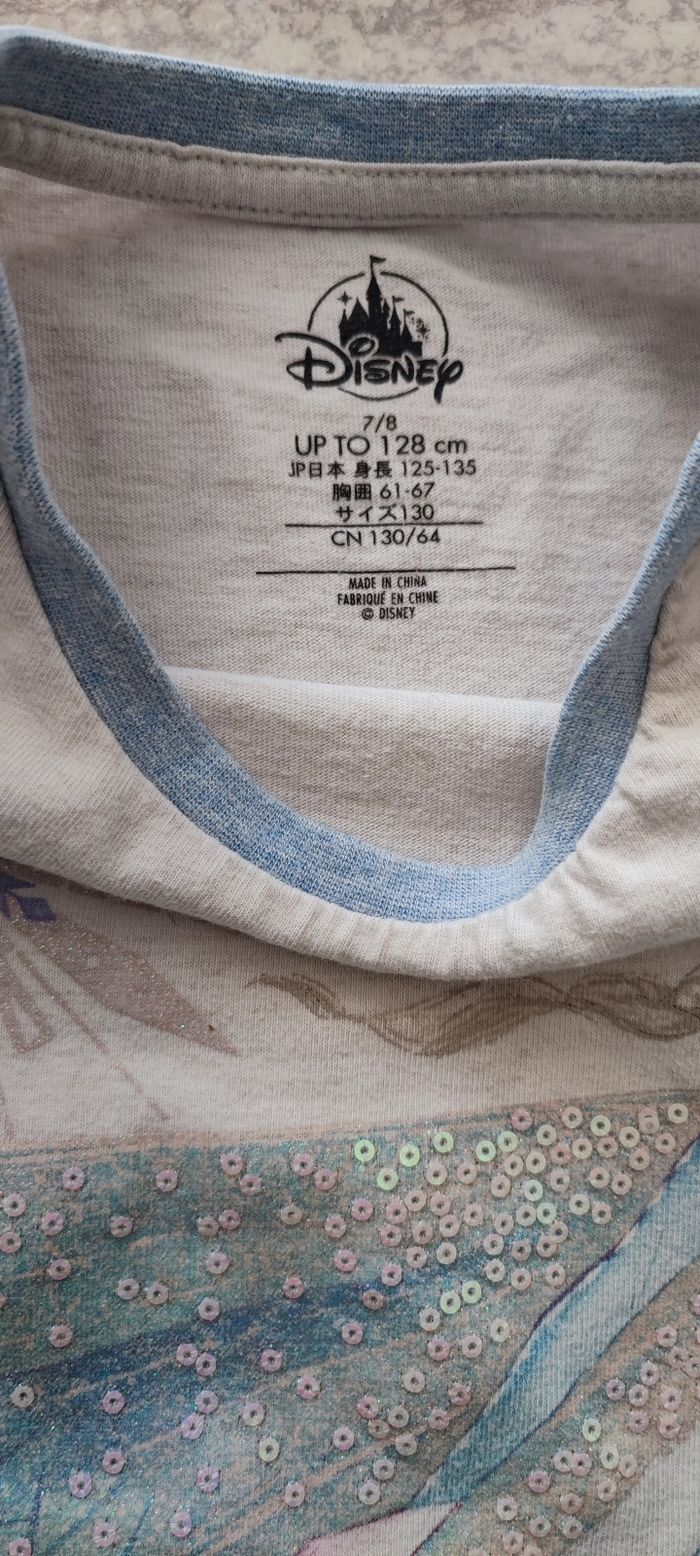 Disney
7/8
UP TO 128 cm
JP日本 身長 125-135
胸囲 61-67
サイズ130
CN 130/64
MADE IN CHINA
FABRIQUÉ EN CHINE
© DISNEY